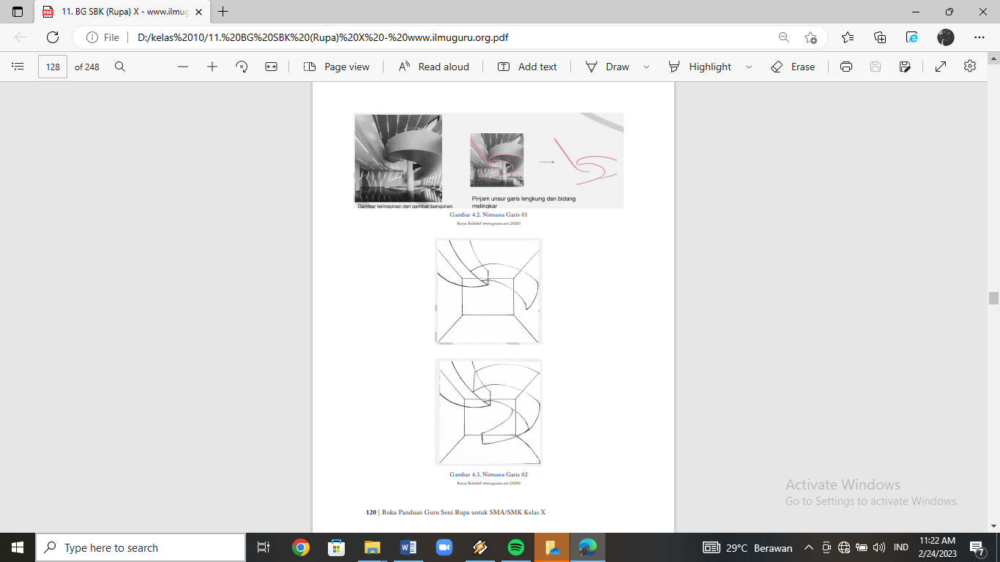 11. BG SBK (Rupa) X - www.ilmug
File
D:/kelas%2010/11.%20BG%20SBK%20(Rupa)%20X%20-%20www.ilmuguru.org.pdf
128 of 248
Page view
Read aloud
Add text
Draw
Highlight
Erase
Gambar terinspirasi dari gambar bangunan
Pinjam unsur garis lengkung dan bidang
melingkar
Gambar 4.2. Nirmana Garis 01
Karya Kolektif www.ganara.art (2020)
Gambar 4.3. Nirmana Garis 02
Karya Kolektif www.ganara.art (2020)
120 | Buku Panduan Guru Seni Rupa untuk SMA/SMK Kelas X
Activate Windows
Go to Settings to activate Windows.
Type here to search
29°C Berawan
IND
11:22 AM
2/24/2023
7